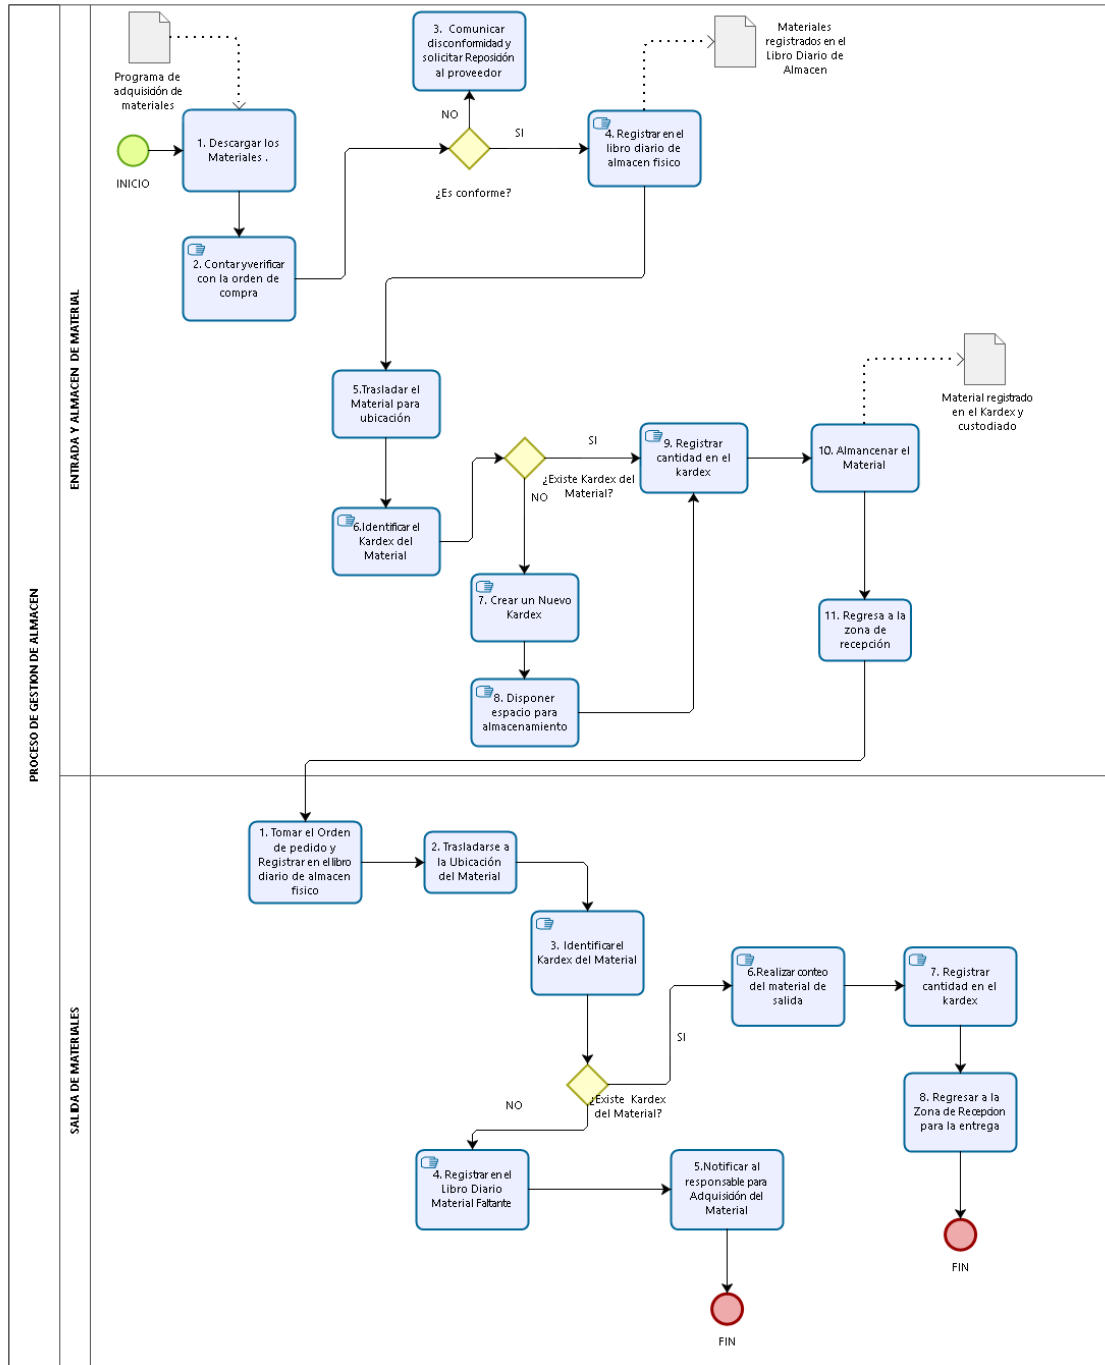 PROCESO DE GESTION DE ALMACEN
ENTRADA Y ALMACEN DE MATERIAL
Programa de
adquisición de
materiales
INICIO
1. Descargar los
Materiales .
2. Contar y verificar
con la orden de
compra
3. Comunicar
disconformidad y
solicitar Reposición
al proveedor
NO
SI
¿Es conforme?
4. Registrar en el
libro diario de
almacen fisico
Materiales
registrados en el
Libro Diario de
Almacen
5.Trasladar el
Material para
ubicación
6.Identificar el
Kardex del
Material
SI
¿Existe Kardex del
Material?
NO
7. Crear un Nuevo
Kardex
8. Disponer
espacio para
almacenamiento
9. Registrar
cantidad en el
kardex
10. Almancenar el
Material
Material registrado
en el Kardex y
custodiado
11. Regresa a la
zona de
recepción
SALIDA DE MATERIALES
1. Tomar el Orden
de pedido y
Registrar en el libro
diario de almacen
fisico
2. Trasladarse a
la Ubicación
del Material
3. Identificar el
Kardex del Material
¿Existe Kardex
del Material?
SI
NO
4. Registrar en el
Libro Diario
Material Faltante
5.Notificar al
responsable para
Adquisición del
Material
FIN
6.Realizar conteo
del material de
salida
7. Registrar
cantidad en el
kardex
8. Regresar a la
Zona de Recepcion
para la entrega
FIN